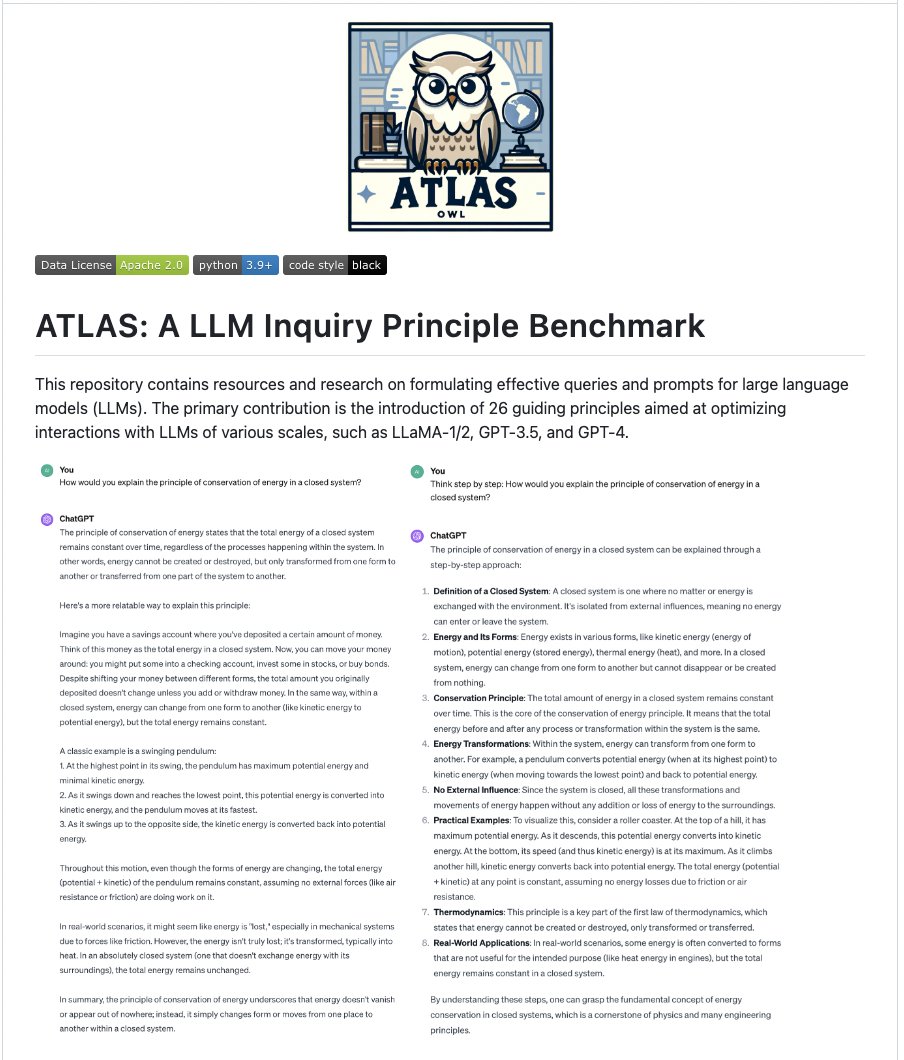 ATLAS
OWL
Data License Apache 2.0 python 3.9+ code style black
ATLAS: A LLM Inquiry Principle Benchmark
This repository contains resources and research on formulating effective queries and prompts for large language
models (LLMs). The primary contribution is the introduction of 26 guiding principles aimed at optimizing
interactions with LLMs of various scales, such as LLaMA-1/2, GPT-3.5, and GPT-4.
You
How would you explain the principle of conservation of energy in a closed system?
ChatGPT
The principle of conservation of energy states that the total energy of a closed system
remains constant over time, regardless of the processes happening within the system. In
other words, energy cannot be created or destroyed, but only transformed from one form to
another or transferred from one part of the system to another.
Here's a more relatable way to explain this principle:
Imagine you have a savings account where you've deposited a certain amount of money.
Think of this money as the total energy in a closed system. Now, you can move your money
around: you might put some into a checking account, invest some in stocks, or buy bonds.
Despite shifting your money between different forms, the total amount you originally
deposited doesn't change unless you add or withdraw money. In the same way, within a
closed system, energy can change from one form to another (like kinetic energy to
potential energy), but the total energy remains constant.
A classic example is a swinging pendulum:
1. At the highest point in its swing, the pendulum has maximum potential energy and
minimal kinetic energy.
2. As it swings down and reaches the lowest point, this potential energy is converted into
kinetic energy, and the pendulum moves at its fastest.
3. As it swings up to the opposite side, the kinetic energy is converted back into potential
energy.
Throughout this motion, even though the forms of energy are changing, the total energy
(potential + kinetic) of the pendulum remains constant, assuming no external forces (like air
resistance or friction) are doing work on it.
In real-world scenarios, it might seem like energy is "lost," especially in mechanical systems
due to forces like friction. However, the energy isn't truly lost; it's transformed, typically into
heat. In an absolutely closed system (one that doesn't exchange energy with its
surroundings), the total energy remains unchanged.
In summary, the principle of conservation of energy underscores that energy doesn't vanish
or appear out of nowhere; instead, it simply changes form or moves from one place to
another within a closed system.
You
Think step by step: How would you explain the principle of conservation of energy in a
closed system?
ChatGPT
The principle of conservation of energy in a closed system can be explained through a
step-by-step approach:
1. Definition of a Closed System: A closed system is one where no matter or energy is
exchanged with the environment. It's isolated from external influences, meaning no energy
can enter or leave the system.
2. Energy and Its Forms: Energy exists in various forms, like kinetic energy (energy of
motion), potential energy (stored energy), thermal energy (heat), and more. In a closed
system, energy can change from one form to another but cannot disappear or be created
from nothing.
3. Conservation Principle: The total amount of energy in a closed system remains constant
over time. This is the core of the conservation of energy principle. It means that the total
energy before and after any process or transformation within the system is the same.
4. Energy Transformations: Within the system, energy can transform from one form to
another. For example, a pendulum converts potential energy (when at its highest point) to
kinetic energy (when moving towards the lowest point) and back to potential energy.
5. No External Influence: Since the system is closed, all these transformations and
movements of energy happen without any addition or loss of energy to the surroundings.
6. Practical Examples: To visualize this, consider a roller coaster. At the top of a hill, it has
maximum potential energy. As it descends, this potential energy converts into kinetic
energy. At the bottom, its speed (and thus kinetic energy) is at its maximum. As it climbs
another hill, kinetic energy converts back into potential energy. The total energy (potential
+ kinetic) at any point is constant, assuming no energy losses due to friction or air
resistance.
7. Thermodynamics: This principle is a key part of the first law of thermodynamics, which
states that energy cannot be created or destroyed, only transformed or transferred.
8. Real-World Applications: In real-world scenarios, some energy is often converted to forms
that are not useful for the intended purpose (like heat energy in engines), but the total
energy remains constant in a closed system.
By understanding these steps, one can grasp the fundamental concept of energy
conservation in closed systems, which is a cornerstone of physics and many engineering
principles.